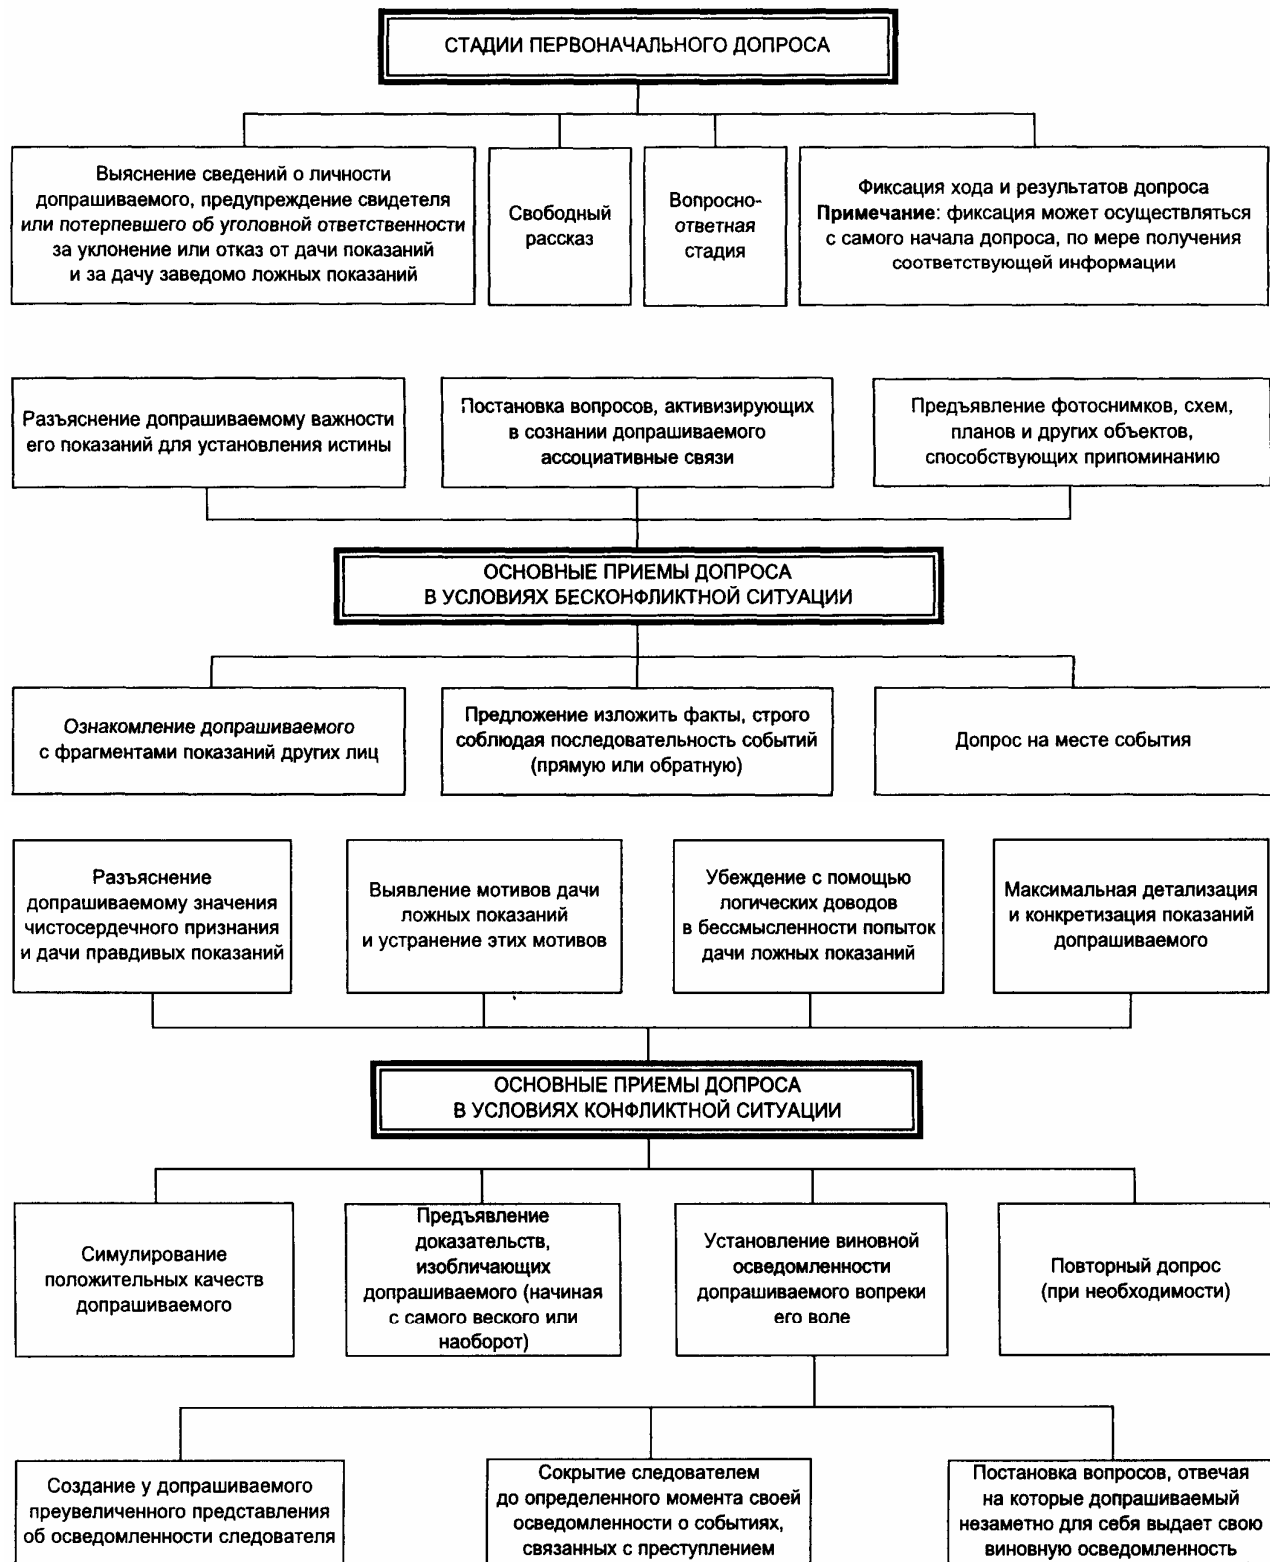 СТАДИИ ПЕРВОНАЧАЛЬНОГО ДОПРОСА
Выяснение сведений о личности
допрашиваемого, предупреждение свидетеля
или потерпевшего об уголовной ответственности
за уклонение или отказ от дачи показаний
и за дачу заведомо ложных показаний
Свободный
рассказ
Вопросно-
ответная
стадия
Фиксация хода и результатов допроса
Примечание: фиксация может осуществляться
с самого начала допроса, по мере получения
соответствующей информации
Разъяснение допрашиваемому важности
его показаний для установления истины
Постановка вопросов, активизирующих
в сознании допрашиваемого
ассоциативные связи
Предъявление фотоснимков, схем,
планов и других объектов,
способствующих припоминанию
ОСНОВНЫЕ ПРИЕМЫ ДОПРОСА
В УСЛОВИЯХ БЕСКОНФЛИКТНОЙ СИТУАЦИИ
Ознакомление допрашиваемого
с фрагментами показаний других лиц
Предложение изложить факты, строго
соблюдая последовательность событий
(прямую или обратную)
Допрос на месте события
Разъяснение
допрашиваемому значения
чистосердечного признания
и дачи правдивых показаний
Выявление мотивов дачи
ложных показаний
и устранение этих мотивов
Убеждение с помощью
логических доводов
в бессмысленности попыток
дачи ложных показаний
Максимальная детализация
и конкретизация показаний
допрашиваемого
ОСНОВНЫЕ ПРИЕМЫ ДОПРОСА
В УСЛОВИЯХ КОНФЛИКТНОЙ СИТУАЦИИ
Симулирование
положительных качеств
допрашиваемого
Предъявление
доказательств,
изобличающих
допрашиваемого (начиная
с самого веского или
наоборот)
Установление виновной
осведомленности
допрашиваемого вопреки
его воле
Повторный допрос
(при необходимости)
Создание у допрашиваемого
преувеличенного представления
об осведомленности следователя
Сокрытие следователем
до определенного момента своей
осведомленности о событиях,
связанных с преступлением
Постановка вопросов, отвечая
на которые допрашиваемый
незаметно для себя выдает свою
виновную осведомленность